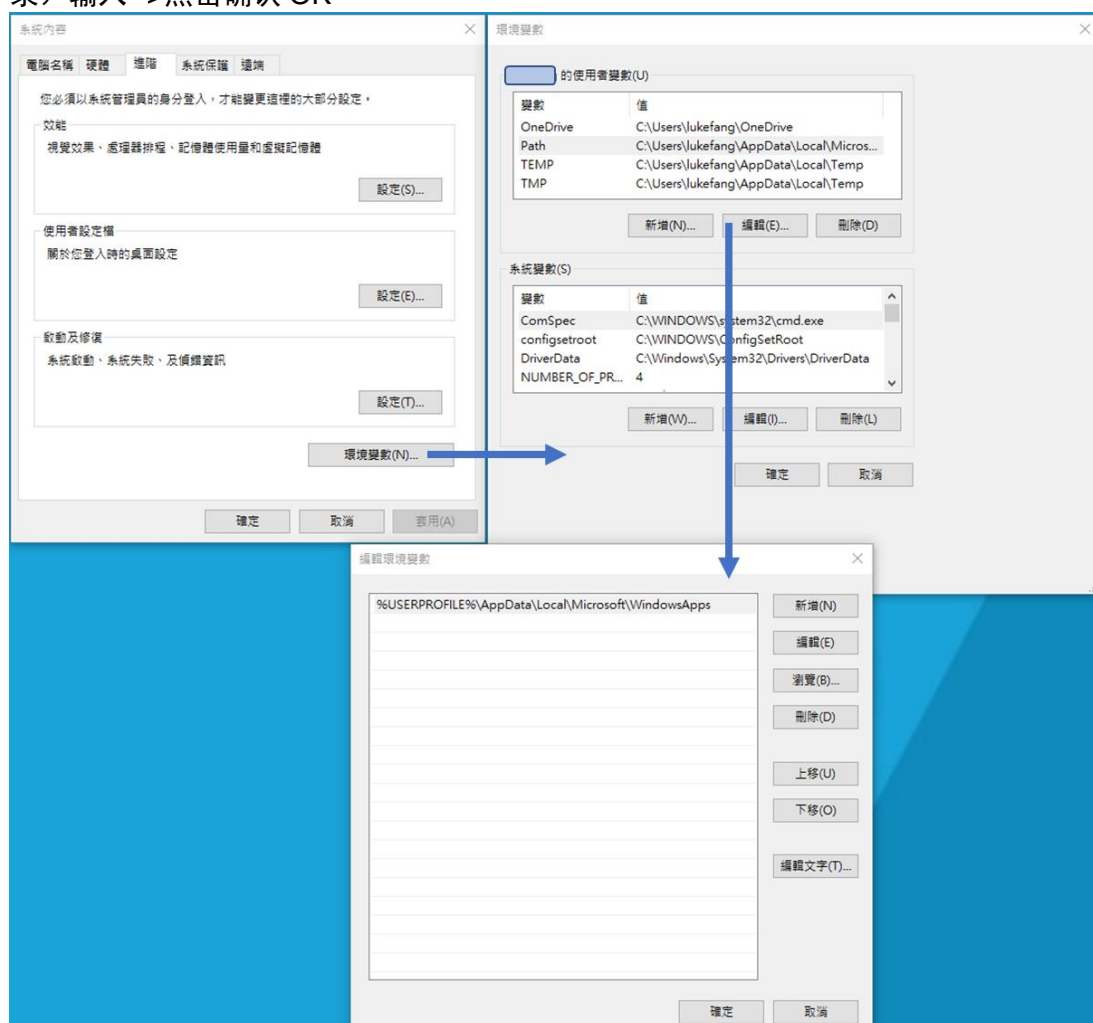 输入->点击确认 OK
系統內容
電腦名稱 硬體 進階 系統保護 遠端
您必須以系統管理員的身分登入，才能變更這裡的大部分設定。
效能
視覺效果、處理器排程、記憶體使用量和虛擬記憶體
設定(S)...
使用者設定檔
關於您登入時的桌面設定
設定(E)...
啟動及修復
系統啟動、系統失敗、及偵錯資訊
設定(T)...
環境變數(N)...
確定 取消 套用(A)
環境變數
的使用者變數(U)
變數 值
OneDrive C:\Users\lukefang\OneDrive
Path C:\Users\lukefang\AppData\Local\Micros...
TEMP C:\Users\lukefang\AppData\Local\Temp
TMP C:\Users\lukefang\AppData\Local\Temp
新增(N)... 編輯(E)... 刪除(D)
系統變數(S)
變數 值
ComSpec C:\WINDOWS\system32\cmd.exe
configsetroot C:\WINDOWS\ConfigSetRoot
DriverData C:\Windows\System32\Drivers\DriverData
NUMBER_OF_PR... 4
新增(W)... 編輯(I)... 刪除(L)
確定 取消
編輯環境變數
%USERPROFILE%\AppData\Local\Microsoft\WindowsApps
新增(N)
編輯(E)
瀏覽(B)...
刪除(D)
上移(U)
下移(O)
編輯文字(T)...
確定 取消